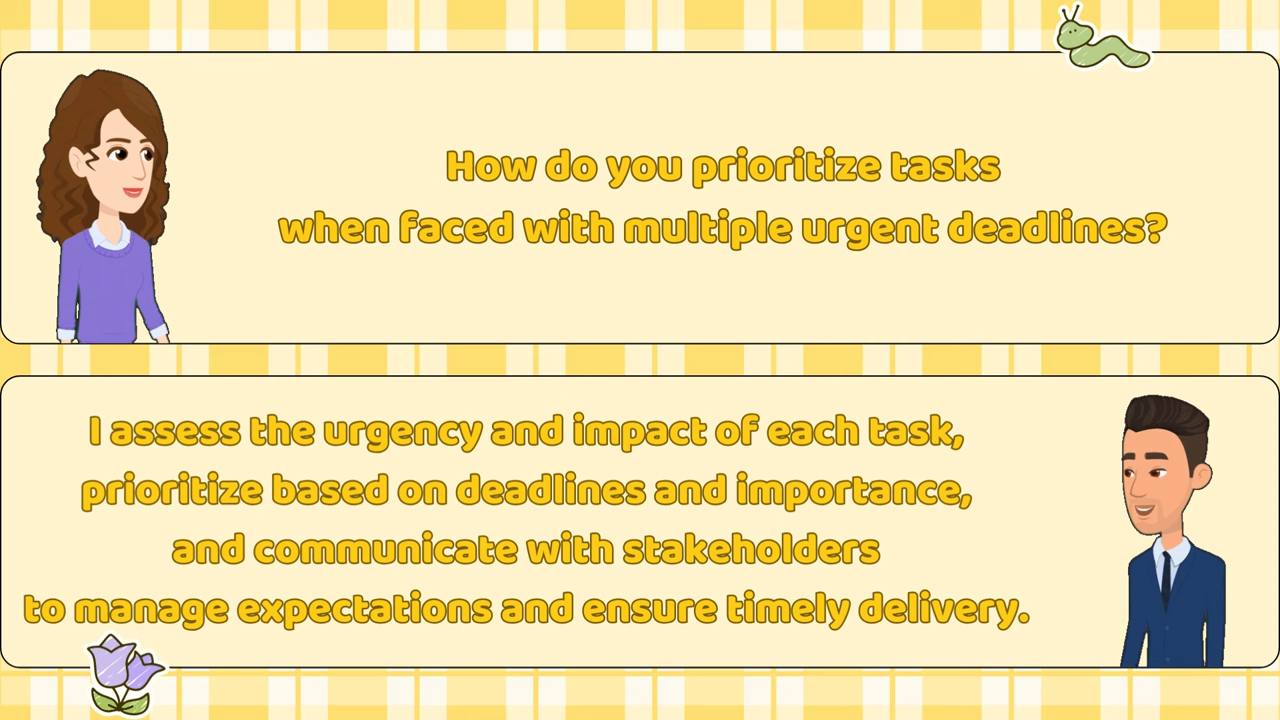 How do you prioritize tasks
when faced with multiple urgent deadlines?
I assess the urgency and impact of each task,
prioritize based on deadlines and importance,
and communicate with stakeholders
to manage expectations and ensure timely delivery.